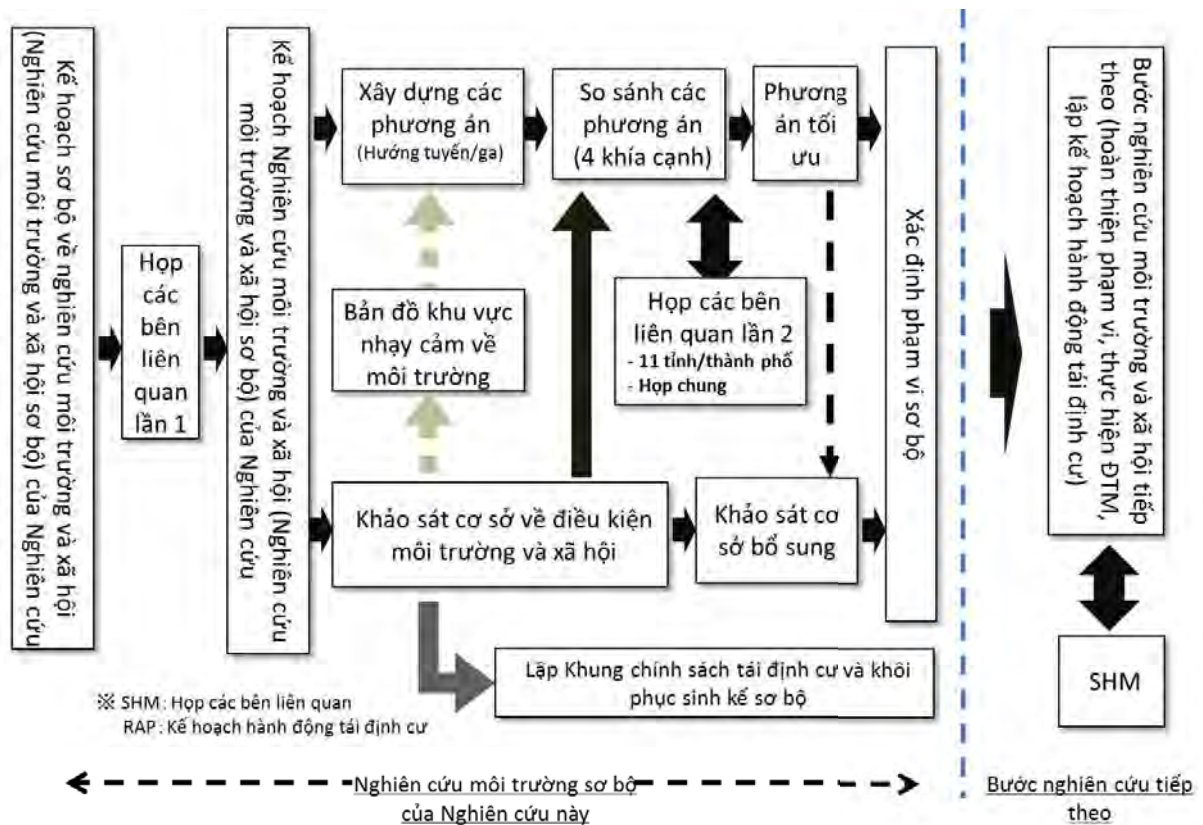 Kế hoạch sơ bộ về nghiên cứu môi trường và xã hội
(Nghiên cứu môi trường và xã hội sơ bộ) của Nghiên cứu
Họp
các
bên
liên
quan
lần 1
Kế hoạch Nghiên cứu môi trường và xã hội (Nghiên cứu
môi trường và xã hội sơ bộ) của Nghiên cứu
Xây dựng các
phương án
(Hướng tuyến/ga)
So sánh các
phương án
(4 khía cạnh)
Phương
án tối
ưu
Bản đồ khu vực
nhạy cảm về
môi trường
Họp các bên
liên quan lần 2
- 11 tỉnh/thành phố
- Họp chung
Khảo sát cơ sở về điều kiện
môi trường và xã hội
Khảo sát cơ
sở bổ sung
Xác định phạm vi sơ bộ
Lập Khung chính sách tái định cư và khôi
phục sinh kế sơ bộ
※ SHM: Họp các bên liên quan
RAP: Kế hoạch hành động tái định cư
Nghiên cứu môi trường sơ bộ
của Nghiên cứu này
Bước nghiên cứu môi trường và xã hội tiếp
theo (hoàn thiện phạm vi, thực hiện ĐTM,
lập kế hoạch hành động tái định cư)
SHM
Bước nghiên cứu tiếp
theo